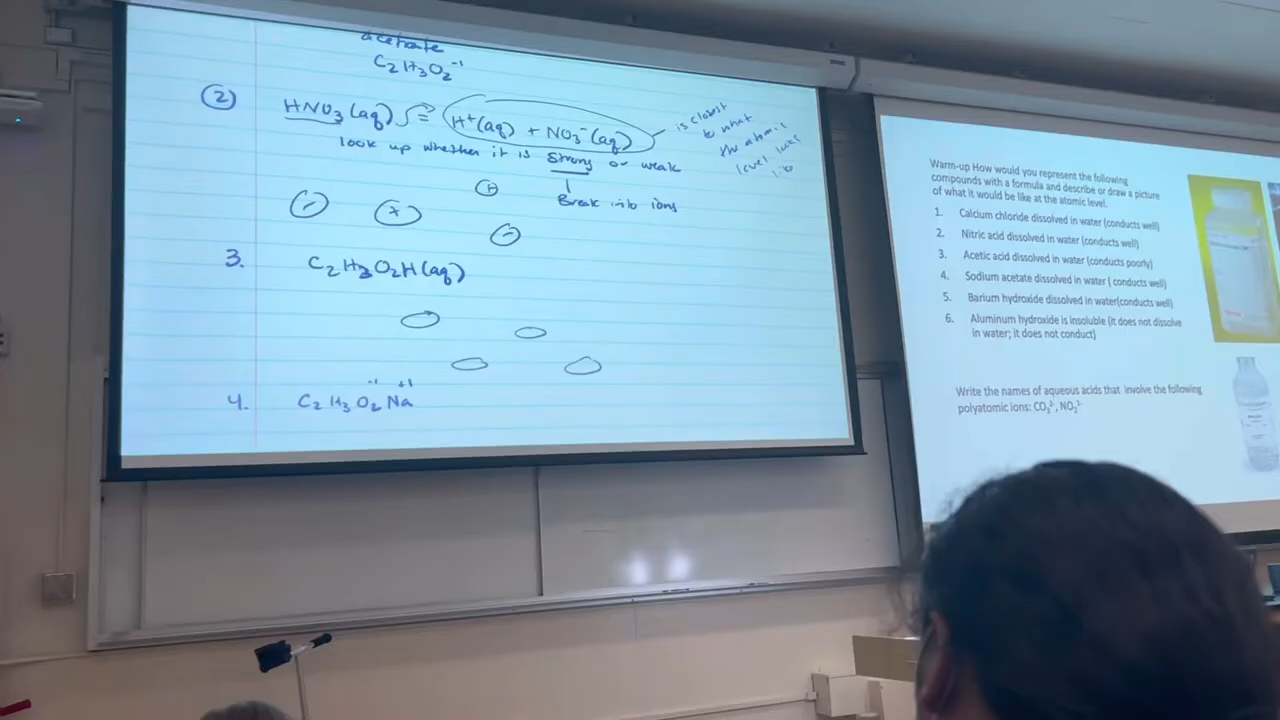 acetate
C2H3O2⁻¹
② HNO3(aq) ⇌ H⁺(aq) + NO3⁻(aq)
is closest
to what
the atomic
level looks
look up whether it is strong or weak
Break into ions
- + + -
3. C2H3O2H(aq)
4. C2H3O2⁻¹ Na⁺¹
Warm-up How would you represent the following
compounds with a formula and describe or draw a picture
of what it would be like at the atomic level.
1. Calcium chloride dissolved in water (conducts well)
2. Nitric acid dissolved in water (conducts well)
3. Acetic acid dissolved in water (conducts poorly)
4. Sodium acetate dissolved in water ( conducts well)
5. Barium hydroxide dissolved in water(conducts well)
6. Aluminum hydroxide is insoluble (it does not dissolve
in water; it does not conduct)
Write the names of aqueous acids that involve the following
polyatomic ions: CO3²⁻, NO2¹⁻